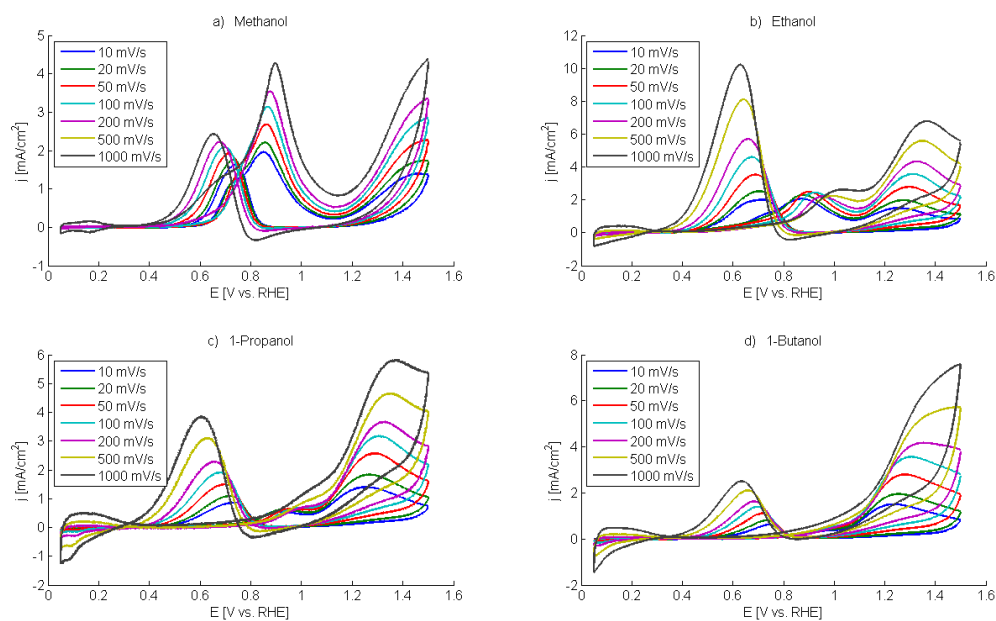 a) Methanol
j [mA/cm²]
5
4
3
2
1
0
-1
10 mV/s
20 mV/s
50 mV/s
100 mV/s
200 mV/s
500 mV/s
1000 mV/s
0 0.2 0.4 0.6 0.8 1 1.2 1.4 1.6
E [V vs. RHE]
b) Ethanol
j [mA/cm²]
12
10
8
6
4
2
0
-2
10 mV/s
20 mV/s
50 mV/s
100 mV/s
200 mV/s
500 mV/s
1000 mV/s
0 0.2 0.4 0.6 0.8 1 1.2 1.4 1.6
E [V vs. RHE]
c) 1-Propanol
j [mA/cm²]
6
5
4
3
2
1
0
-1
-2
10 mV/s
20 mV/s
50 mV/s
100 mV/s
200 mV/s
500 mV/s
1000 mV/s
0 0.2 0.4 0.6 0.8 1 1.2 1.4 1.6
E [V vs. RHE]
d) 1-Butanol
j [mA/cm²]
8
6
4
2
0
-2
10 mV/s
20 mV/s
50 mV/s
100 mV/s
200 mV/s
500 mV/s
1000 mV/s
0 0.2 0.4 0.6 0.8 1 1.2 1.4 1.6
E [V vs. RHE]